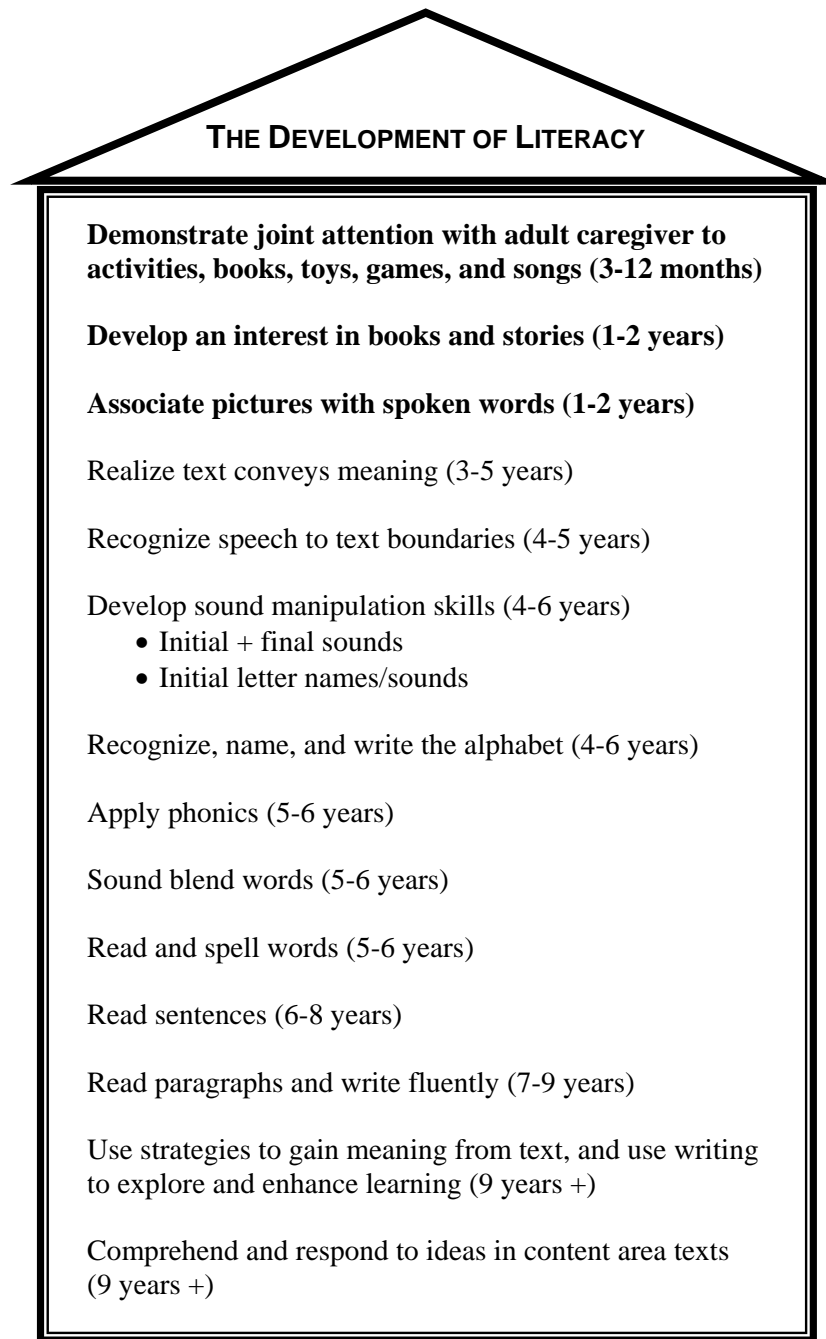 THE DEVELOPMENT OF LITERACY
Demonstrate joint attention with adult caregiver to
activities, books, toys, games, and songs (3-12 months)
Develop an interest in books and stories (1-2 years)
Associate pictures with spoken words (1-2 years)
Realize text conveys meaning (3-5 years)
Recognize speech to text boundaries (4-5 years)
Develop sound manipulation skills (4-6 years)
• Initial + final sounds
• Initial letter names/sounds
Recognize, name, and write the alphabet (4-6 years)
Apply phonics (5-6 years)
Sound blend words (5-6 years)
Read and spell words (5-6 years)
Read sentences (6-8 years)
Read paragraphs and write fluently (7-9 years)
Use strategies to gain meaning from text, and use writing
to explore and enhance learning (9 years +)
Comprehend and respond to ideas in content area texts
(9 years +)